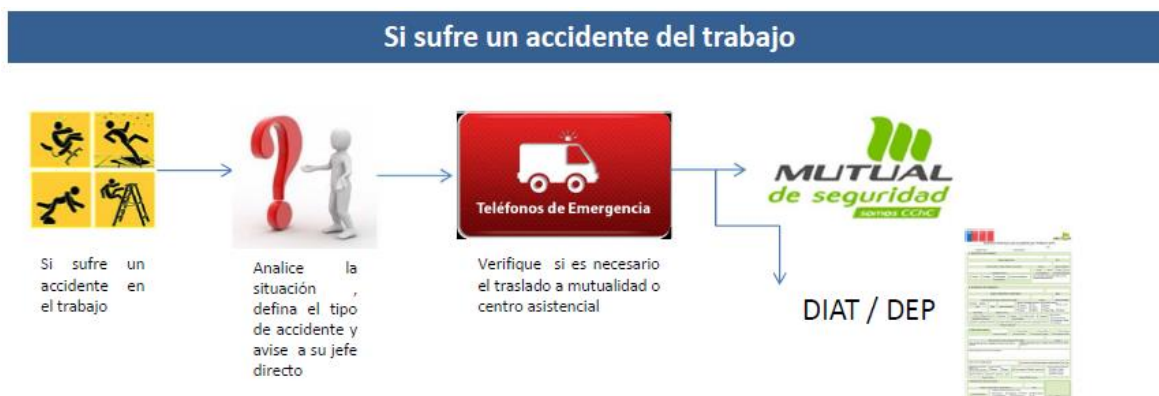 Si sufre un accidente del trabajo
Teléfonos de Emergencia
MUTUAL
de seguridad
somos CChC
Si sufre un
accidente en
el trabajo
Analice la
situación ,
defina el tipo
de accidente y
avise a su jefe
directo
Verifique si es necesario
el traslado a mutualidad o
centro asistencial
DIAT / DEP